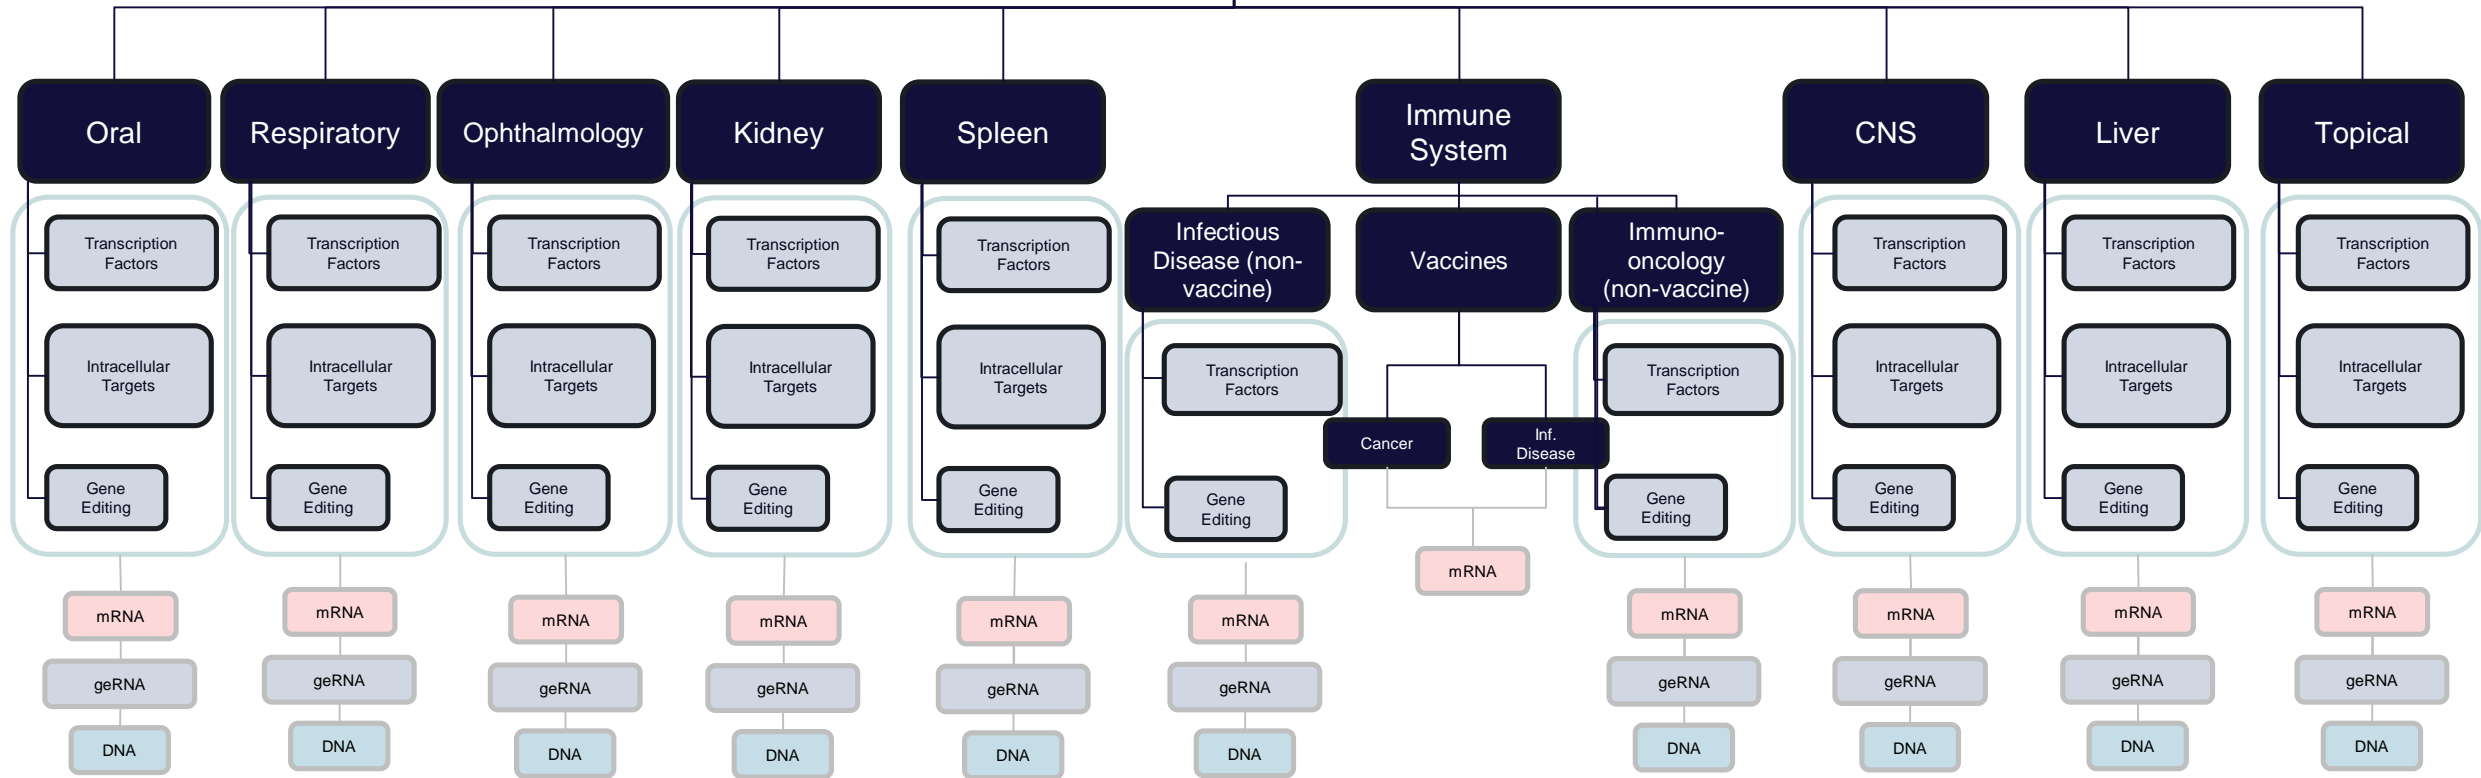 Oral
Respiratory
Ophthalmology
Kidney
Spleen
Immune
System
CNS
Liver
Topical
Transcription
Factors
Intracellular
Targets
Gene
Editing
mRNA
geRNA
DNA
Transcription
Factors
Intracellular
Targets
Gene
Editing
mRNA
geRNA
DNA
Transcription
Factors
Intracellular
Targets
Gene
Editing
mRNA
geRNA
DNA
Transcription
Factors
Intracellular
Targets
Gene
Editing
mRNA
geRNA
DNA
Transcription
Factors
Intracellular
Targets
Gene
Editing
mRNA
geRNA
DNA
Infectious
Disease (non-
vaccine)
Transcription
Factors
Gene
Editing
mRNA
geRNA
DNA
Vaccines
Cancer
Inf.
Disease
mRNA
Immuno-
oncology
(non-vaccine)
Transcription
Factors
Gene
Editing
mRNA
geRNA
DNA
Transcription
Factors
Intracellular
Targets
Gene
Editing
mRNA
geRNA
DNA
Transcription
Factors
Intracellular
Targets
Gene
Editing
mRNA
geRNA
DNA
Transcription
Factors
Intracellular
Targets
Gene
Editing
mRNA
geRNA
DNA